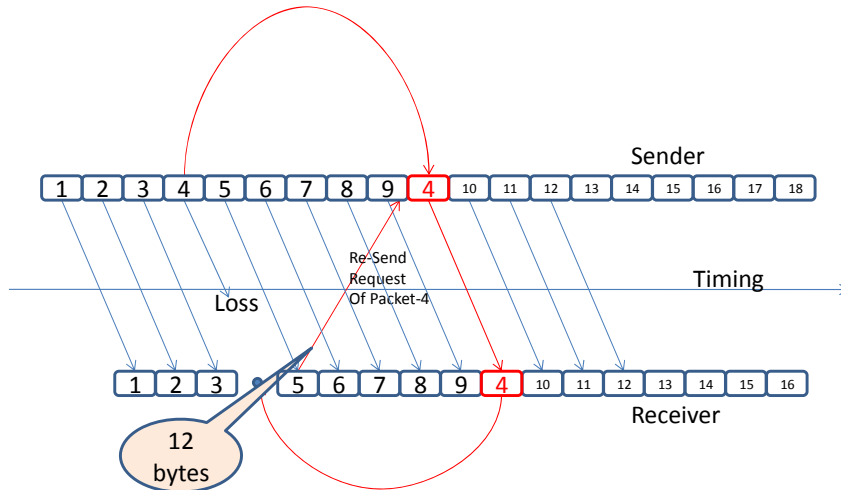 Sender
1 2 3 4 5 6 7 8 9 4 10 11 12 13 14 15 16 17 18
Re-Send
Request
Of Packet-4
Timing
Loss
1 2 3 5 6 7 8 9 4 10 11 12 13 14 15 16
Receiver
12
bytes